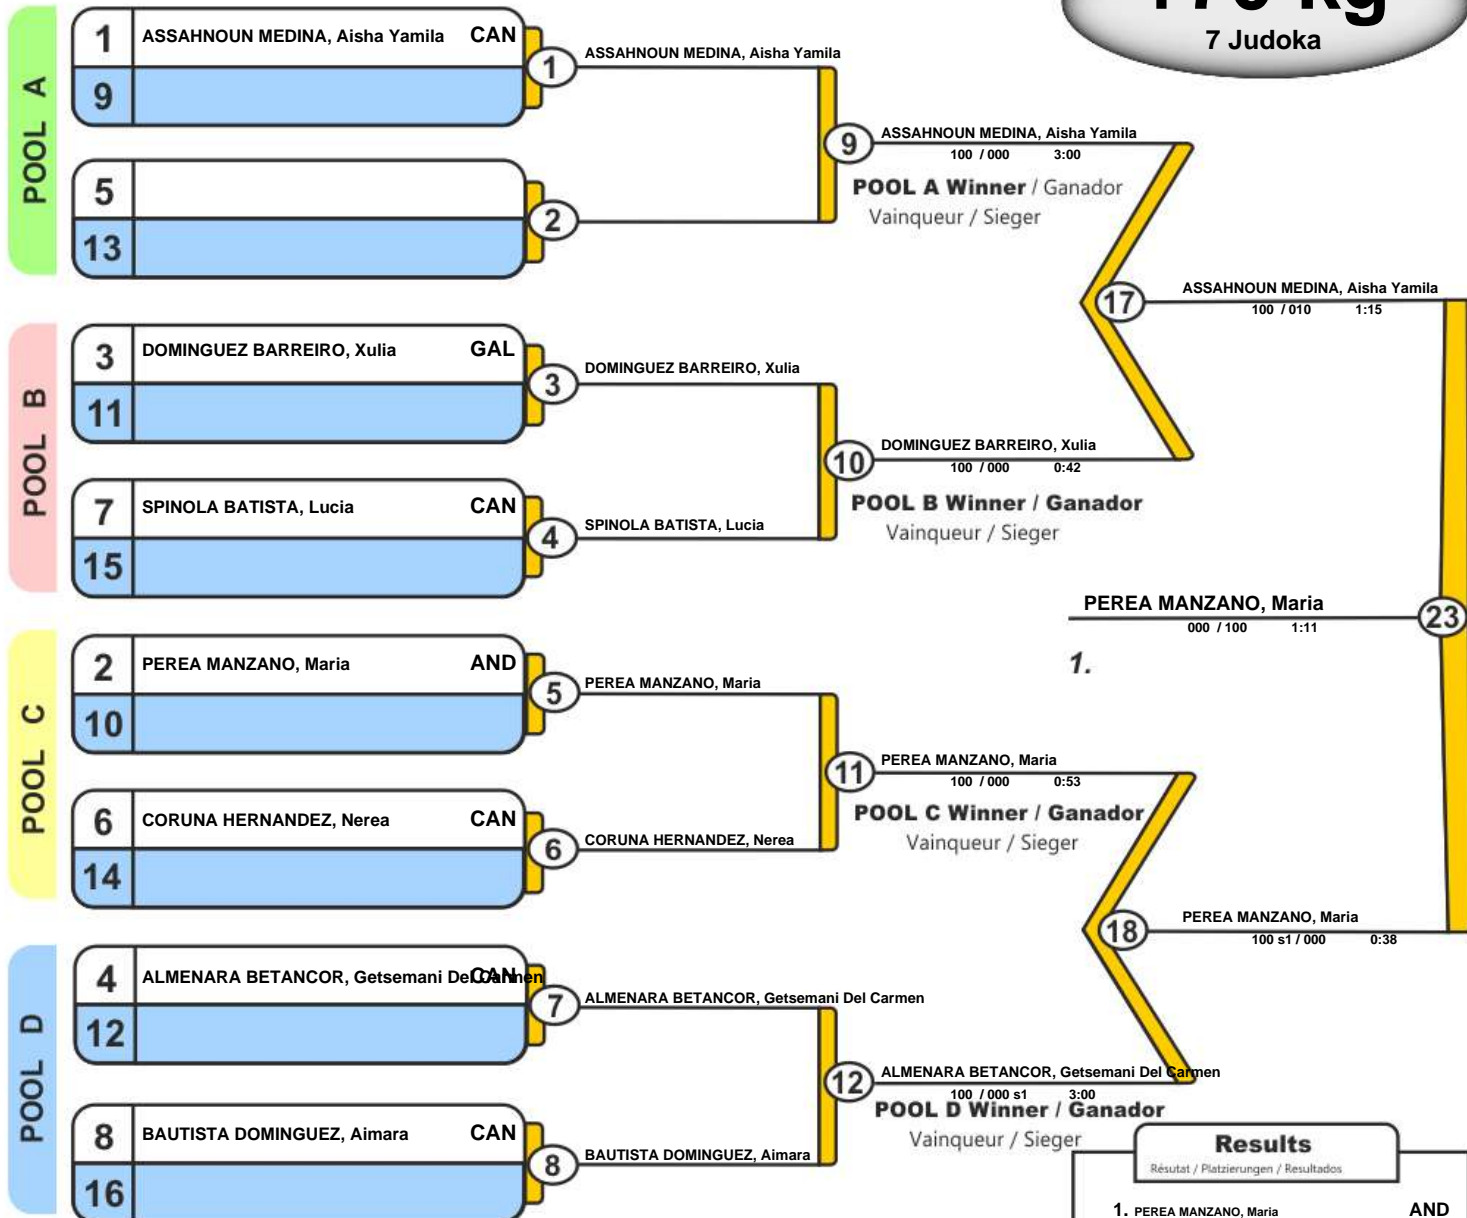 7 Judoka
POOL A
1 ASSAHNOUN MEDINA, Aisha Yamila CAN
9
1
ASSAHNOUN MEDINA, Aisha Yamila
5
13
2
9
ASSAHNOUN MEDINA, Aisha Yamila
100 / 000 3:00
POOL A Winner / Ganador
Vainqueur / Sieger
POOL B
3 DOMINGUEZ BARREIRO, Xulia GAL
11
3
DOMINGUEZ BARREIRO, Xulia
7 SPINOLA BATISTA, Lucia CAN
15
4
SPINOLA BATISTA, Lucia
10
DOMINGUEZ BARREIRO, Xulia
100 / 000 0:42
POOL B Winner / Ganador
Vainqueur / Sieger
17
ASSAHNOUN MEDINA, Aisha Yamila
100 / 010 1:15
PEREA MANZANO, Maria
000 / 100 1:11
23
1.
POOL C
2 PEREA MANZANO, Maria AND
10
5
PEREA MANZANO, Maria
6 CORUNA HERNANDEZ, Nerea CAN
14
6
CORUNA HERNANDEZ, Nerea
11
PEREA MANZANO, Maria
100 / 000 0:53
POOL C Winner / Ganador
Vainqueur / Sieger
18
PEREA MANZANO, Maria
100 s1 / 000 0:38
POOL D
4 ALMENARA BETANCOR, Getsemani Del Carmen CAN
12
7
ALMENARA BETANCOR, Getsemani Del Carmen
8 BAUTISTA DOMINGUEZ, Aimara CAN
16
8
BAUTISTA DOMINGUEZ, Aimara
12
ALMENARA BETANCOR, Getsemani Del Carmen
100 / 000 s1 3:00
POOL D Winner / Ganador
Vainqueur / Sieger
Results
Résutat / Platzierungen / Resultados
1. PEREA MANZANO, Maria AND